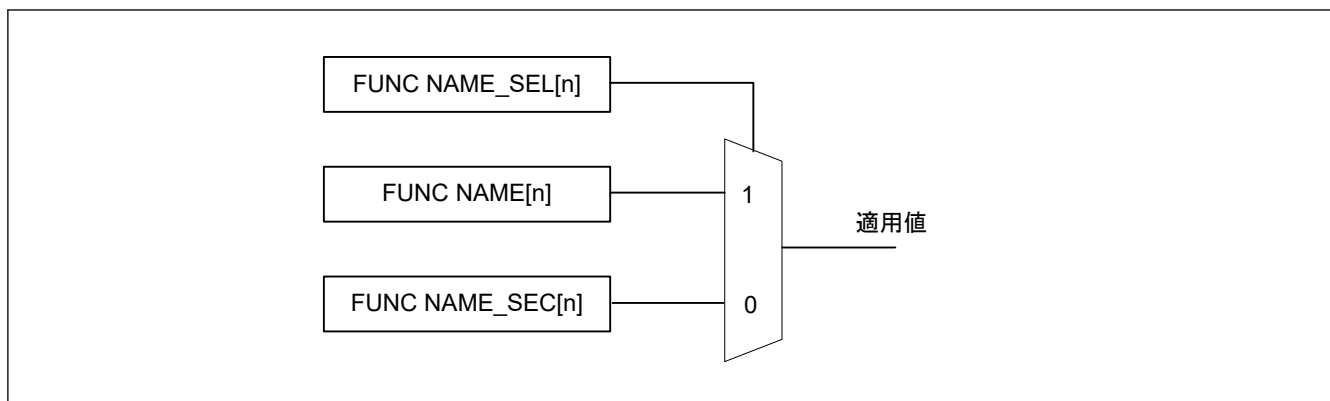 FUNC NAME_SEL[n]
FUNC NAME[n]
1
適用値
FUNC NAME_SEC[n]
0